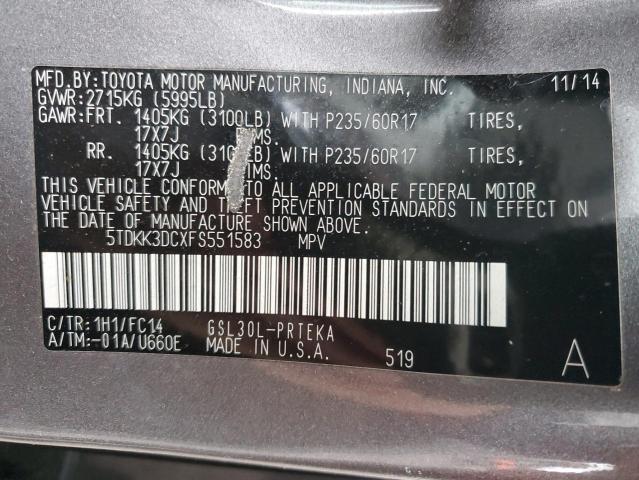 MFD.BY:TOYOTA MOTOR MANUFACTURING, INDIANA, INC. 11/14
GVWR:2715KG (5995LB)
GAWR:FRT. 1405KG (3100LB) WITH P235/60R17 TIRES,
17X7J
RR. 1405KG WITH P235/60R17 TIRES,
17X7J
THIS VEHICLE CONFORMS TO ALL APPLICABLE FEDERAL MOTOR
VEHICLE SAFETY AND THEFT PREVENTION STANDARDS IN EFFECT ON
THE DATE OF MANUFACTURE SHOWN ABOVE.
5TDKK3DCXFS551583 MPV
C/TR:1H1/FC14 GSL30L-PRTEKA
A/TM:-01A/U660E MADE IN U.S.A. 519 A